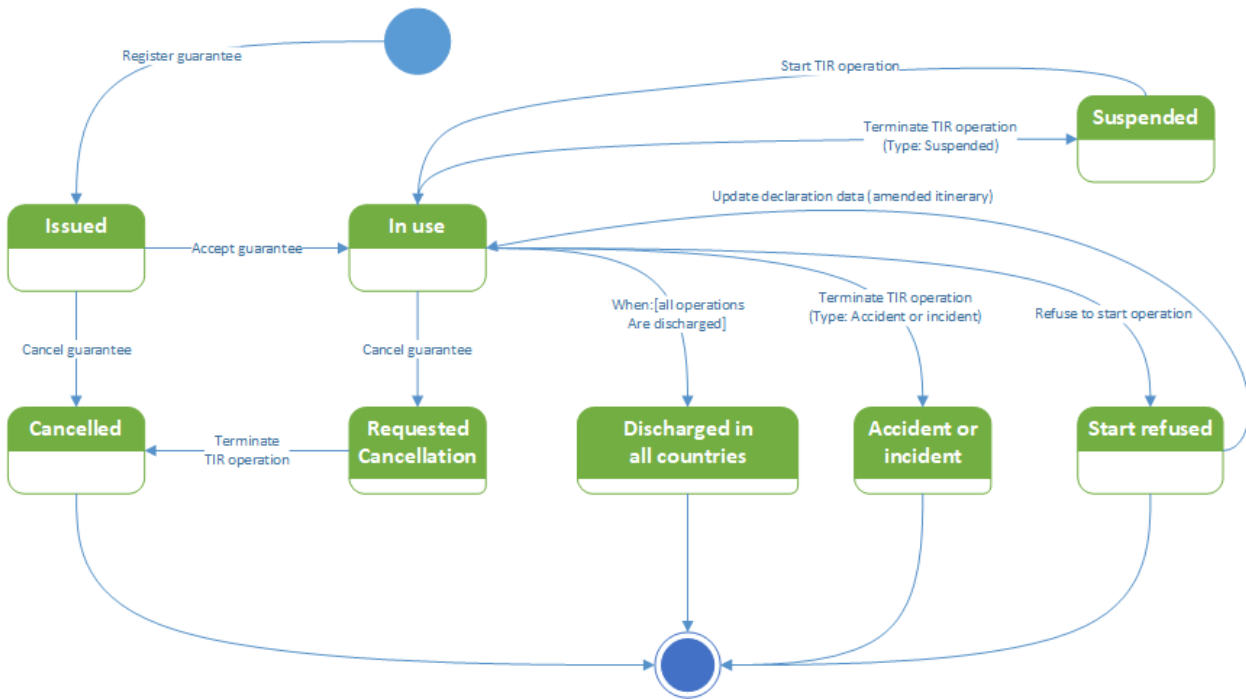 Register guarantee
Start TIR operation
Suspended
Terminate TIR operation
(Type: Suspended)
Update declaration data (amended itinerary)
Issued
In use
Accept guarantee
When:[all operations
Are discharged]
Terminate TIR operation
(Type: Accident or incident)
Refuse to start operation
Cancel guarantee
Cancel guarantee
Cancelled
Terminate
TIR operation
Requested
Cancellation
Discharged in
all countries
Accident or
incident
Start refused